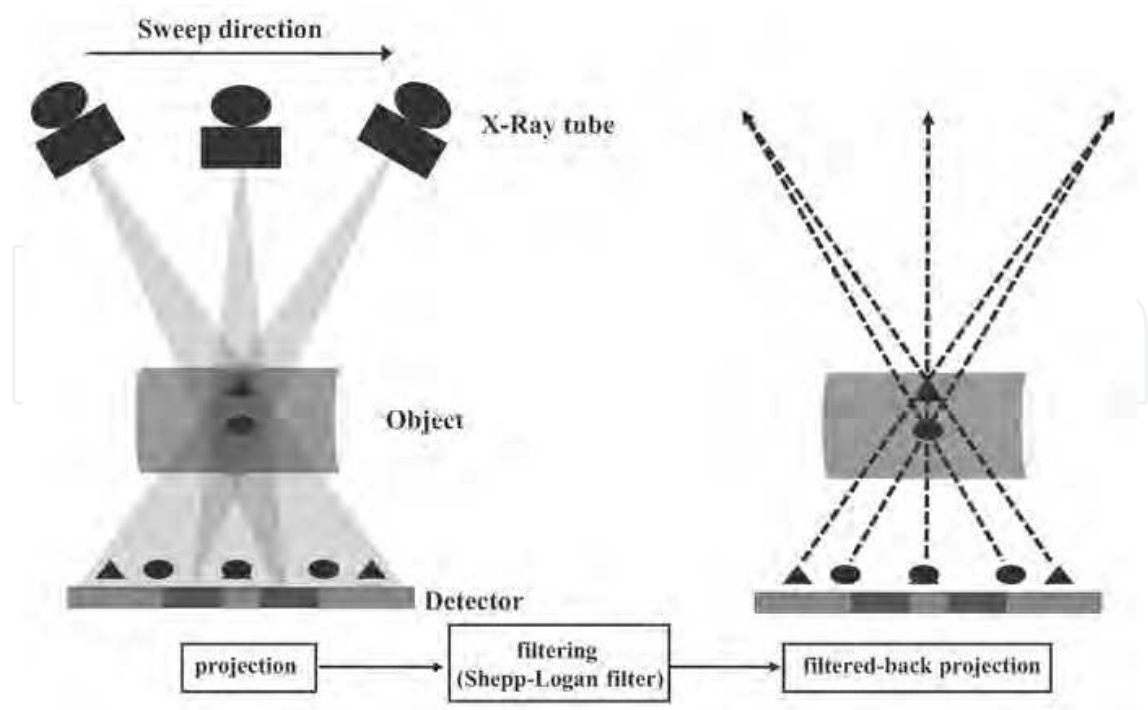 Sweep direction
X-Ray tube
Object
Detector
projection
filtering
(Shepp-Logan filter)
filtered-back projection